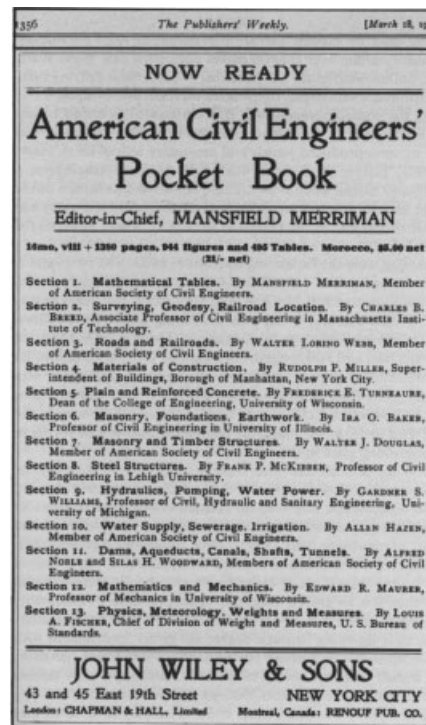 1356 The Publishers' Weekly. [March 18, 19
NOW READY
American Civil Engineers'
Pocket Book
Editor-in-Chief, MANSFIELD MERRIMAN
16mo, viii + 1380 pages, 944 figures and 495 Tables. Morocco, $5.00 net
(21/- net)
Section 1. Mathematical Tables. By MANSFIELD MERRIMAN, Member
of American Society of Civil Engineers.
Section 2. Surveying, Geodesy, Railroad Location. By CHARLES B.
BREED, Associate Professor of Civil Engineering in Massachusetts Insti-
tute of Technology.
Section 3. Roads and Railroads. By WALTER LORING WEBB, Member
of American Society of Civil Engineers.
Section 4. Materials of Construction. By RUDOLPH P. MILLER, Super-
intendent of Buildings, Borough of Manhattan, New York City.
Section 5. Plain and Reinforced Concrete. By FREDERICK E. TURNEAURE,
Dean of the College of Engineering, University of Wisconsin.
Section 6. Masonry, Foundations, Earthwork. By IRA O. BAKER,
Professor of Civil Engineering in University of Illinois.
Section 7. Masonry and Timber Structures. By WALTER J. DOUGLAS,
Member of American Society of Civil Engineers.
Section 8. Steel Structures. By FRANK P. McKIBBEN, Professor of Civil
Engineering in Lehigh University.
Section 9. Hydraulics, Pumping, Water Power. By GARDNER S.
WILLIAMS, Professor of Civil, Hydraulic and Sanitary Engineering, Uni-
versity of Michigan.
Section 10. Water Supply, Sewerage, Irrigation. By ALLEN HAZEN,
Member of American Society of Civil Engineers.
Section 11. Dams, Aqueducts, Canals, Shafts, Tunnels. By ALFRED
NOBLE and SILAS H. WOODWARD, Members of American Society of Civil
Engineers.
Section 12. Mathematics and Mechanics. By EDWARD R. MAURER,
Professor of Mechanics in University of Wisconsin.
Section 13. Physics, Meteorology, Weights and Measures. By LOUIS
A. FISCHER, Chief of Division of Weight and Measures, U. S. Bureau of
Standards.
JOHN WILEY & SONS
43 and 45 East 19th Street NEW YORK CITY
London: CHAPMAN & HALL, Limited Montreal, Canada: RENOUF PUB. CO.